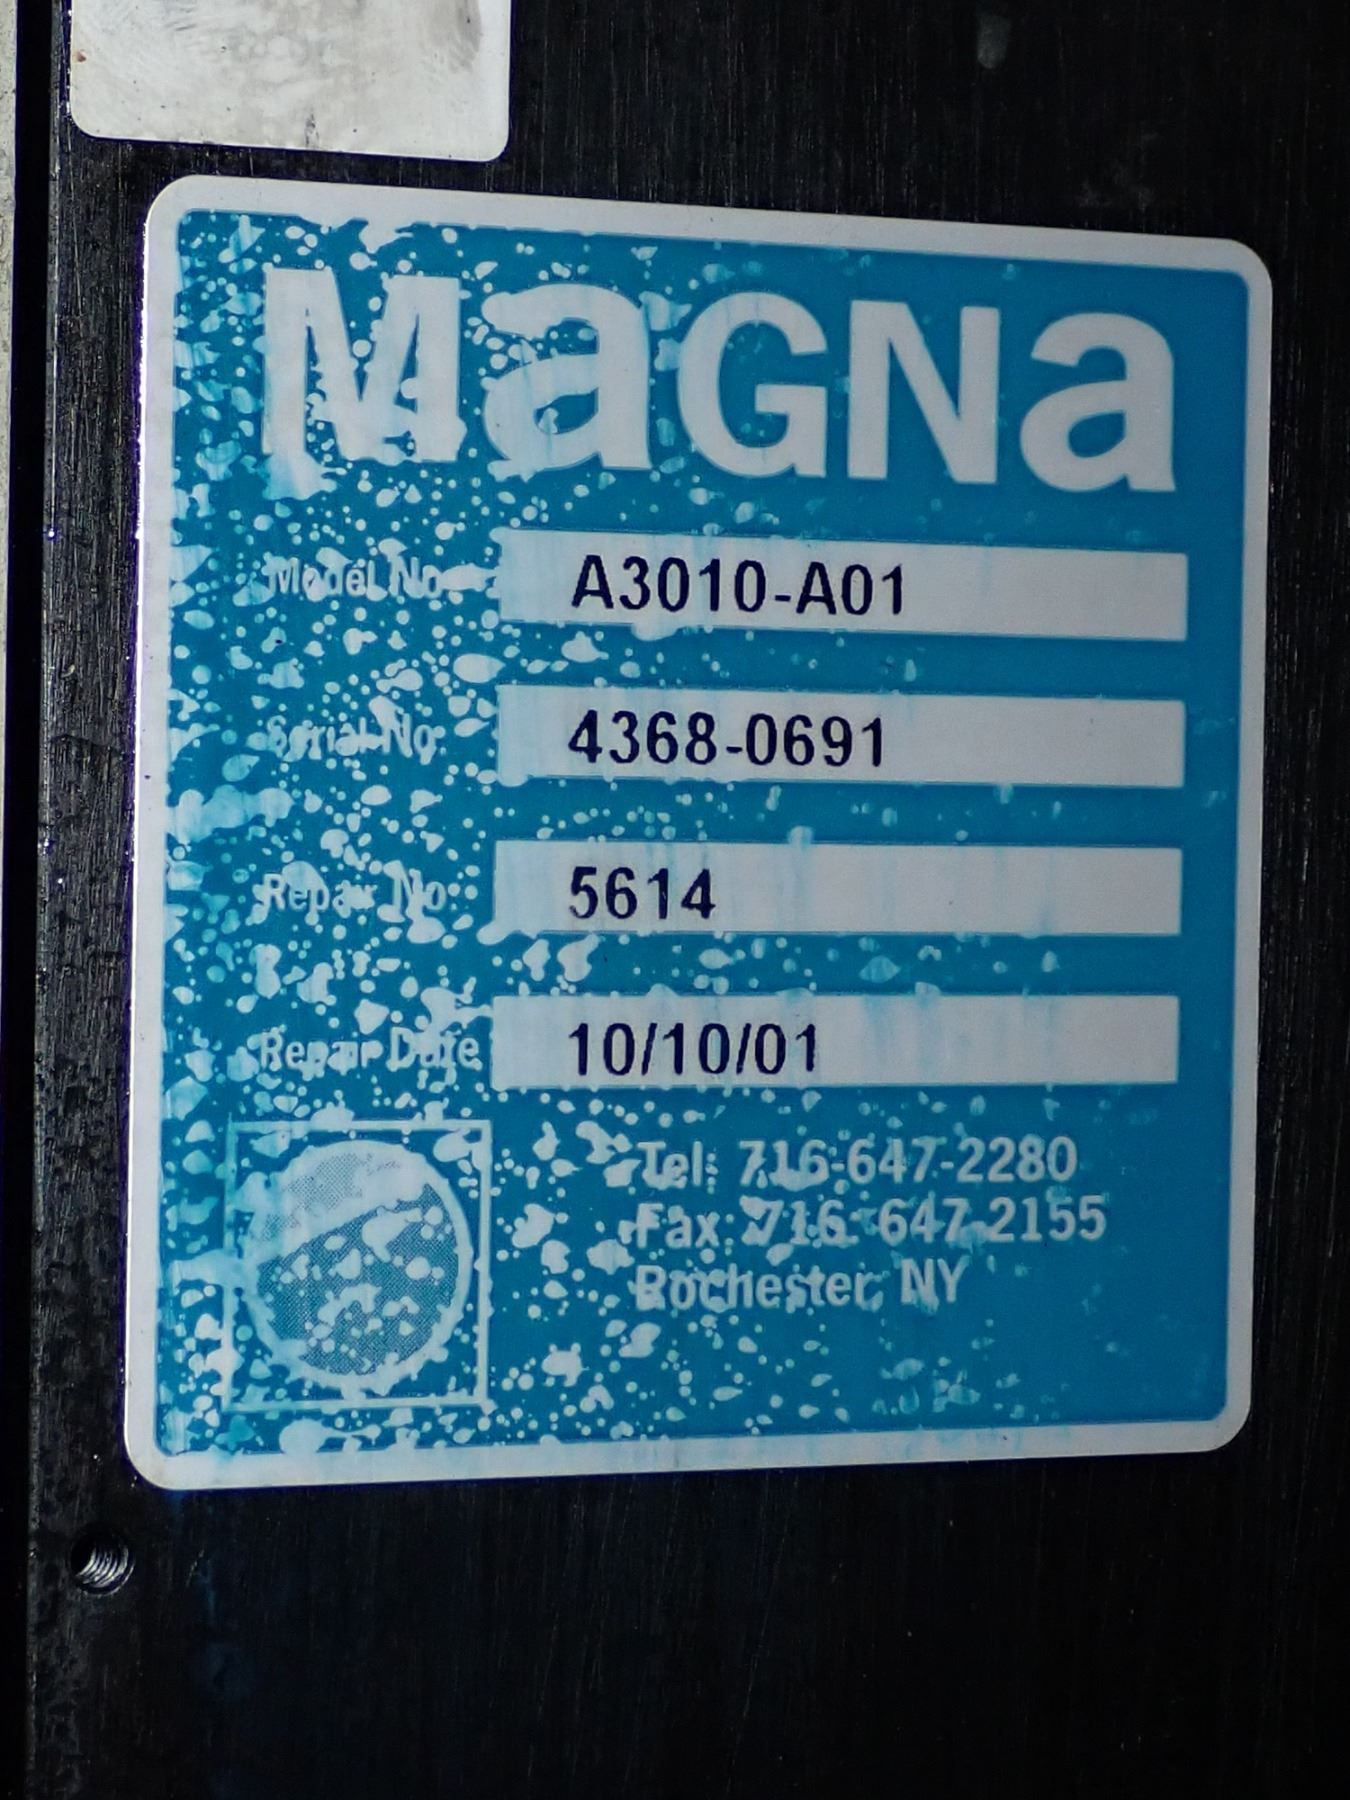 MaGNa
Model No. A3010-A01
Serial No. 4368-0691
Repair No. 5614
Repair Date 10/10/01
Tel: 716-647-2280
Fax: 716-647-2155
Rochester, NY